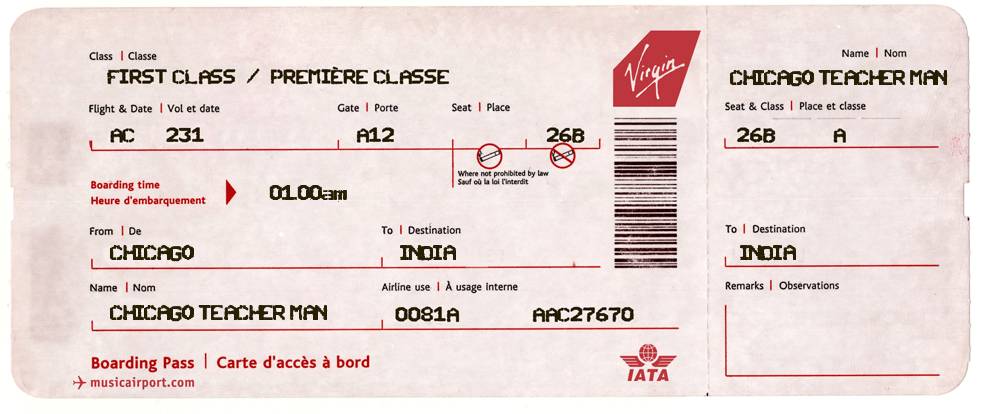 Class | Classe
FIRST CLASS / PREMIÈRE CLASSE
Flight & Date | Vol et date
Gate | Porte
Seat | Place
AC 231
A12
26B
Where not prohibited by law
Sauf où la loi l'interdit
Boarding time
Heure d'embarquement
01.00am
From | De
To | Destination
CHICAGO
INDIA
Name | Nom
Airline use | À usage interne
CHICAGO TEACHER MAN
0081A AAC27670
Boarding Pass | Carte d'accès à bord
musicairport.com
Virgin
IATA
Name | Nom
CHICAGO TEACHER MAN
Seat & Class | Place et classe
26B A
To | Destination
INDIA
Remarks | Observations